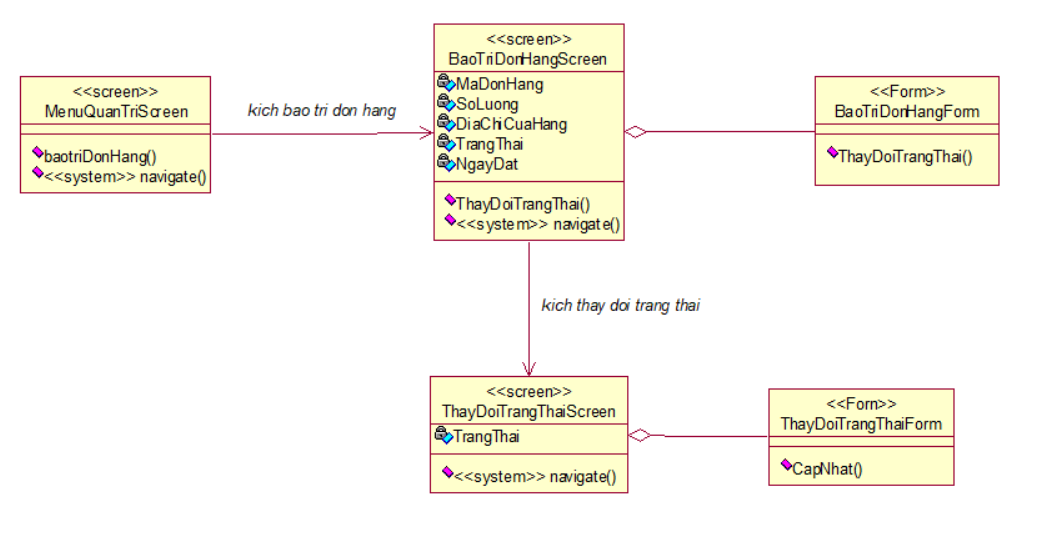 <<screen>>
MenuQuanTriScreen
baotriDonHang()
<<system>> navigate()
kich bao tri don hang
<<screen>>
BaoTriDonHangScreen
MaDonHang
SoLuong
DiaChiCuaHang
TrangThai
NgayDat
ThayDoiTrangThai()
<<system>> navigate()
<<Form>>
BaoTriDonHangForm
ThayDoiTrangThai()
kich thay doi trang thai
<<screen>>
ThayDoiTrangThaiScreen
TrangThai
<<system>> navigate()
<<Forn>>
ThayDoiTrangThaiForm
CapNhat()